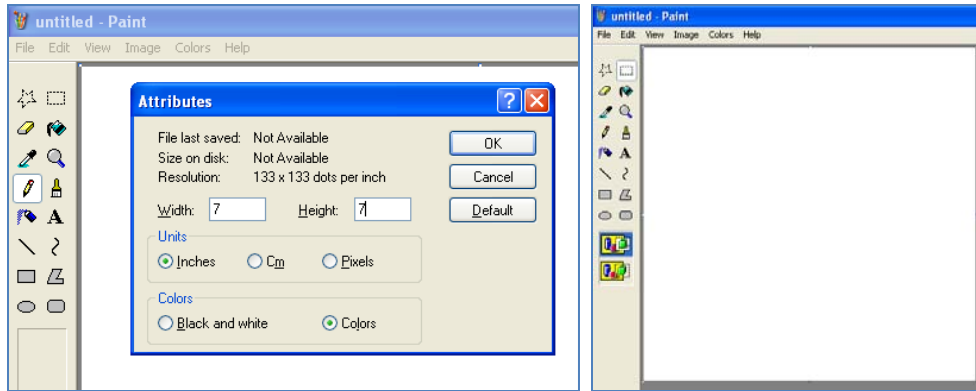 untitled - Paint
File Edit View Image Colors Help
Attributes
File last saved: Not Available
Size on disk: Not Available
Resolution: 133 x 133 dots per inch
Width: 7 Height: 7
Units
Inches Cm Pixels
Colors
Black and white Colors
OK
Cancel
Default
A
untitled - Paint
File Edit View Image Colors Help
A